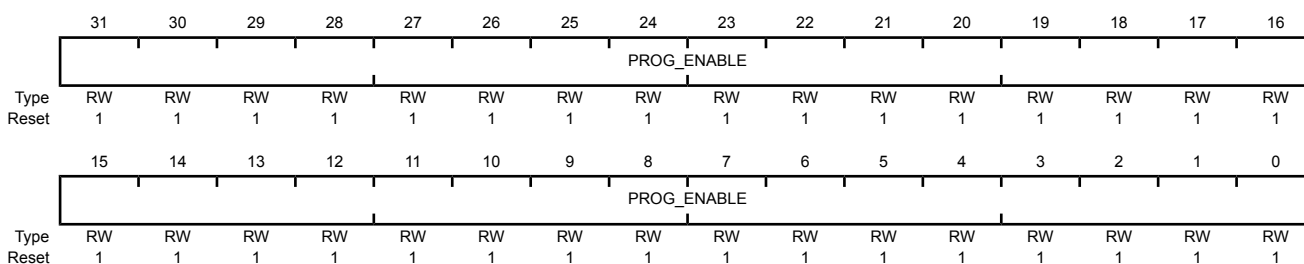 31 30 29 28 27 26 25 24 23 22 21 20 19 18 17 16
PROG_ENABLE
Type RW RW RW RW RW RW RW RW RW RW RW RW RW RW RW RW
Reset 1 1 1 1 1 1 1 1 1 1 1 1 1 1 1 1
15 14 13 12 11 10 9 8 7 6 5 4 3 2 1 0
PROG_ENABLE
Type RW RW RW RW RW RW RW RW RW RW RW RW RW RW RW RW
Reset 1 1 1 1 1 1 1 1 1 1 1 1 1 1 1 1